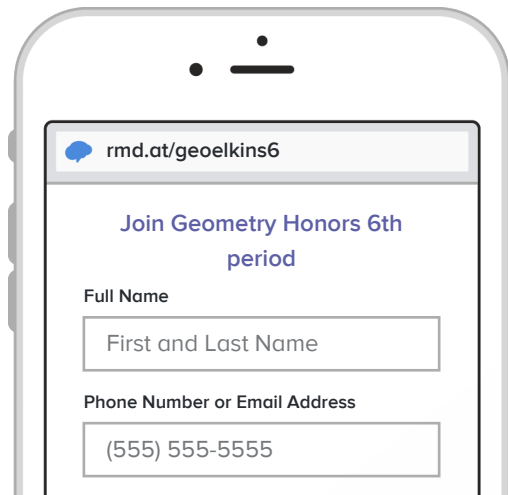 rmd.at/geoelkins6
Join Geometry Honors 6th
period
Full Name
First and Last Name
Phone Number or Email Address
(555) 555-5555